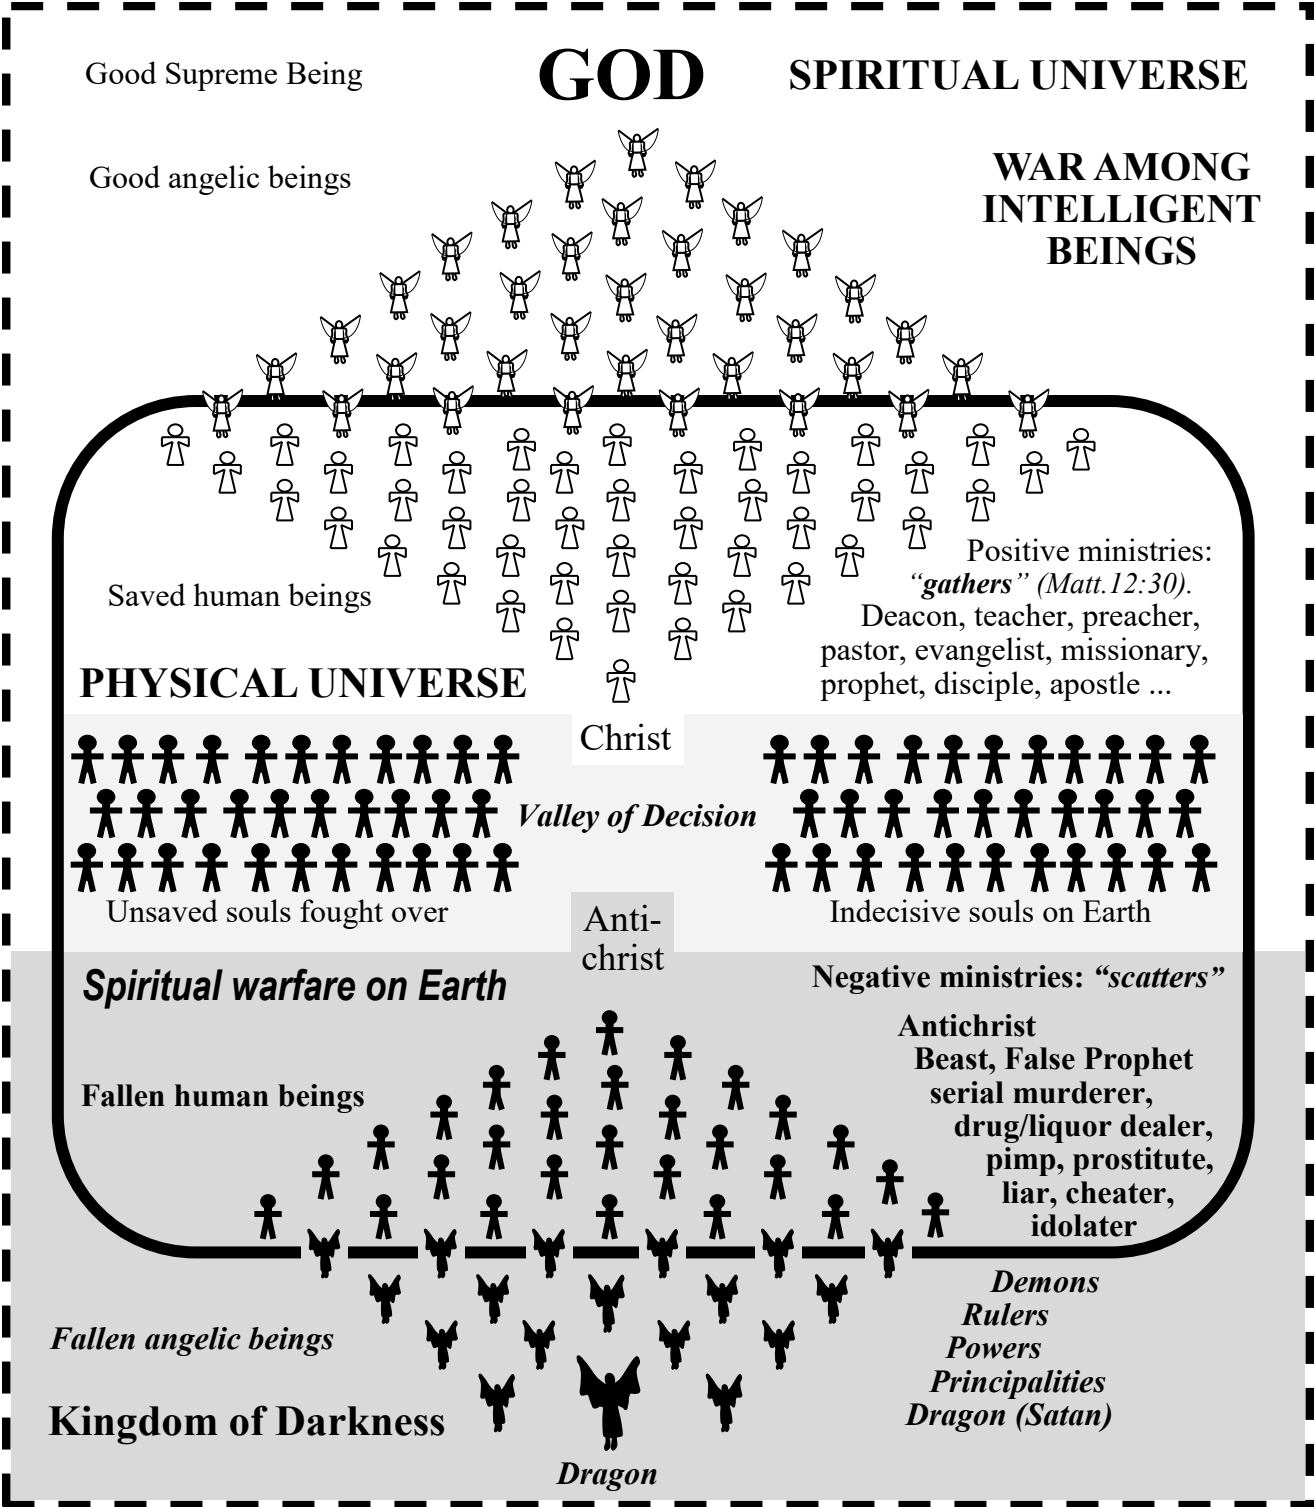 Good Supreme Being
GOD
SPIRITUAL UNIVERSE
Good angelic beings
WAR AMONG
INTELLIGENT
BEINGS
Positive ministries:
“gathers” (Matt.12:30).
Deacon, teacher, preacher,
pastor, evangelist, missionary,
prophet, disciple, apostle ...
Saved human beings
PHYSICAL UNIVERSE
Christ
Valley of Decision
Unsaved souls fought over
Indecisive souls on Earth
Anti-
christ
Spiritual warfare on Earth
Negative ministries: “scatters”
Antichrist
Beast, False Prophet
serial murderer,
drug/liquor dealer,
pimp, prostitute,
liar, cheater,
idolater
Fallen human beings
Demons
Rulers
Powers
Principalities
Dragon (Satan)
Fallen angelic beings
Kingdom of Darkness
Dragon